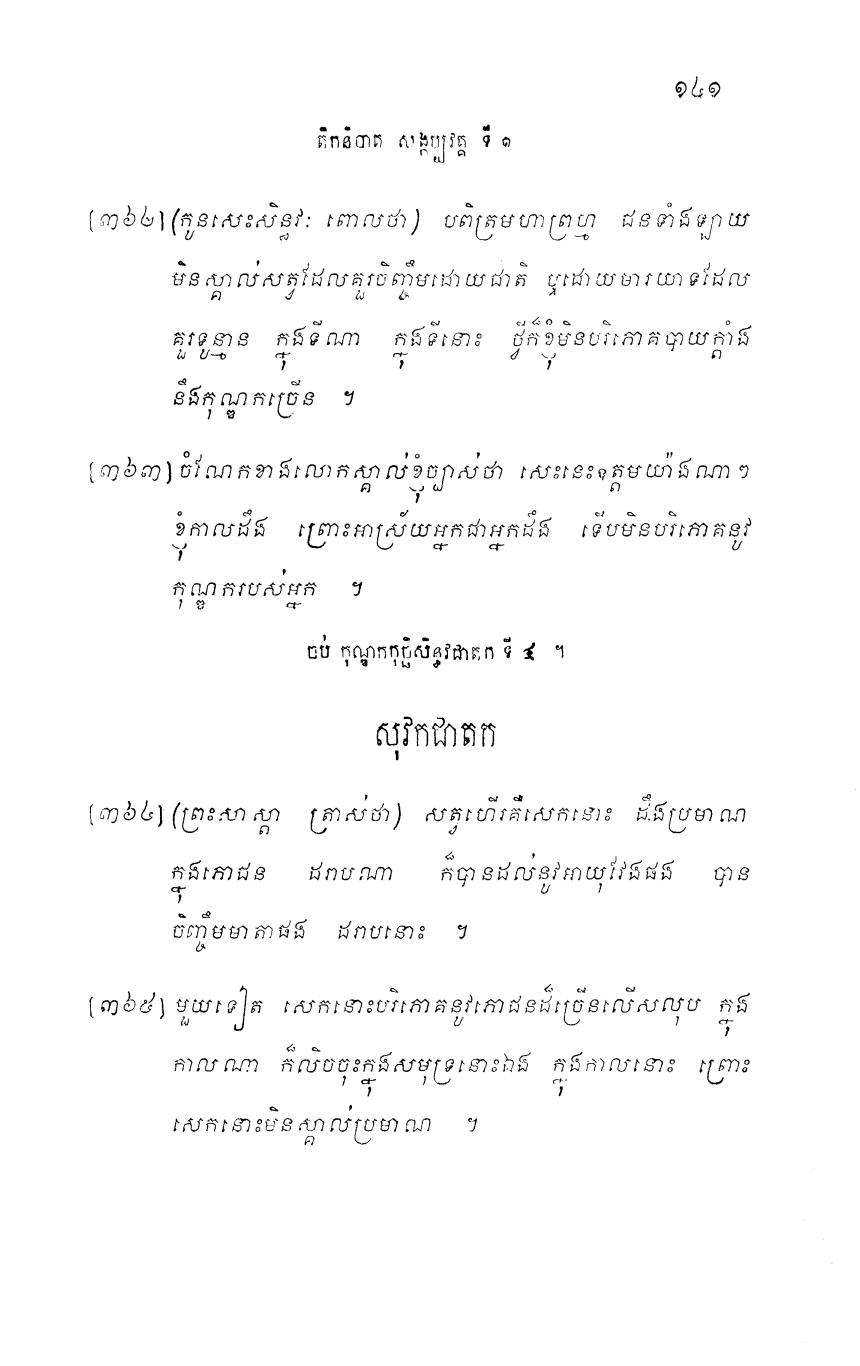 ១៤១
តិកនិបាត សង្កប្បវគ្គ ទី ១
[៣៦២] (កូនសេះសិន្ធវៈ ពោលថា) បពិត្រមហាព្រហ្ម ជនទាំងឡាយ
មិនស្គាល់សត្វដែលគួរចិញ្ចឹមដោយជាតិ ឬដោយមារយាទដែល
គួរទូន្មាន ក្នុងទីណា ក្នុងទីនោះ ថ្វីក៏ខ្ញុំមិនបរិភោគបាយក្តាំង
នឹងកុណ្ឌកច្រើន ។
[៣៦៣] ចំណែកខាងលោកស្គាល់ខ្ញុំច្បាស់ថា សេះនេះឧត្តមយ៉ាងណាៗ
ខ្ញុំកាលដឹង ព្រោះអាស្រ័យអ្នកជាអ្នកដឹង ទើបមិនបរិភោគនូវ
កុណ្ឌករបស់អ្នក ។
ចប់ កុណ្ឌកកុច្ឆិសិន្ធវជាតក ទី ៤ ។
សុវកជាតក
[៣៦៤] (ព្រះសាស្តា ត្រាស់ថា) សត្វហើរគឺសេកនោះ ដឹងប្រមាណ
ក្នុងភោជន ដរាបណា ក៏បានដល់នូវអាយុវែងផង បាន
ចិញ្ចឹមមាតាផង ដរាបនោះ ។
[៣៦៥] មួយទៀត សេកនោះបរិភោគនូវភោជនដ៏ច្រើនលើសលុប ក្នុង
កាលណា ក៏លិចចុះក្នុងសមុទ្រនោះឯង ក្នុងកាលនោះ ព្រោះ
សេកនោះមិនស្គាល់ប្រមាណ ។